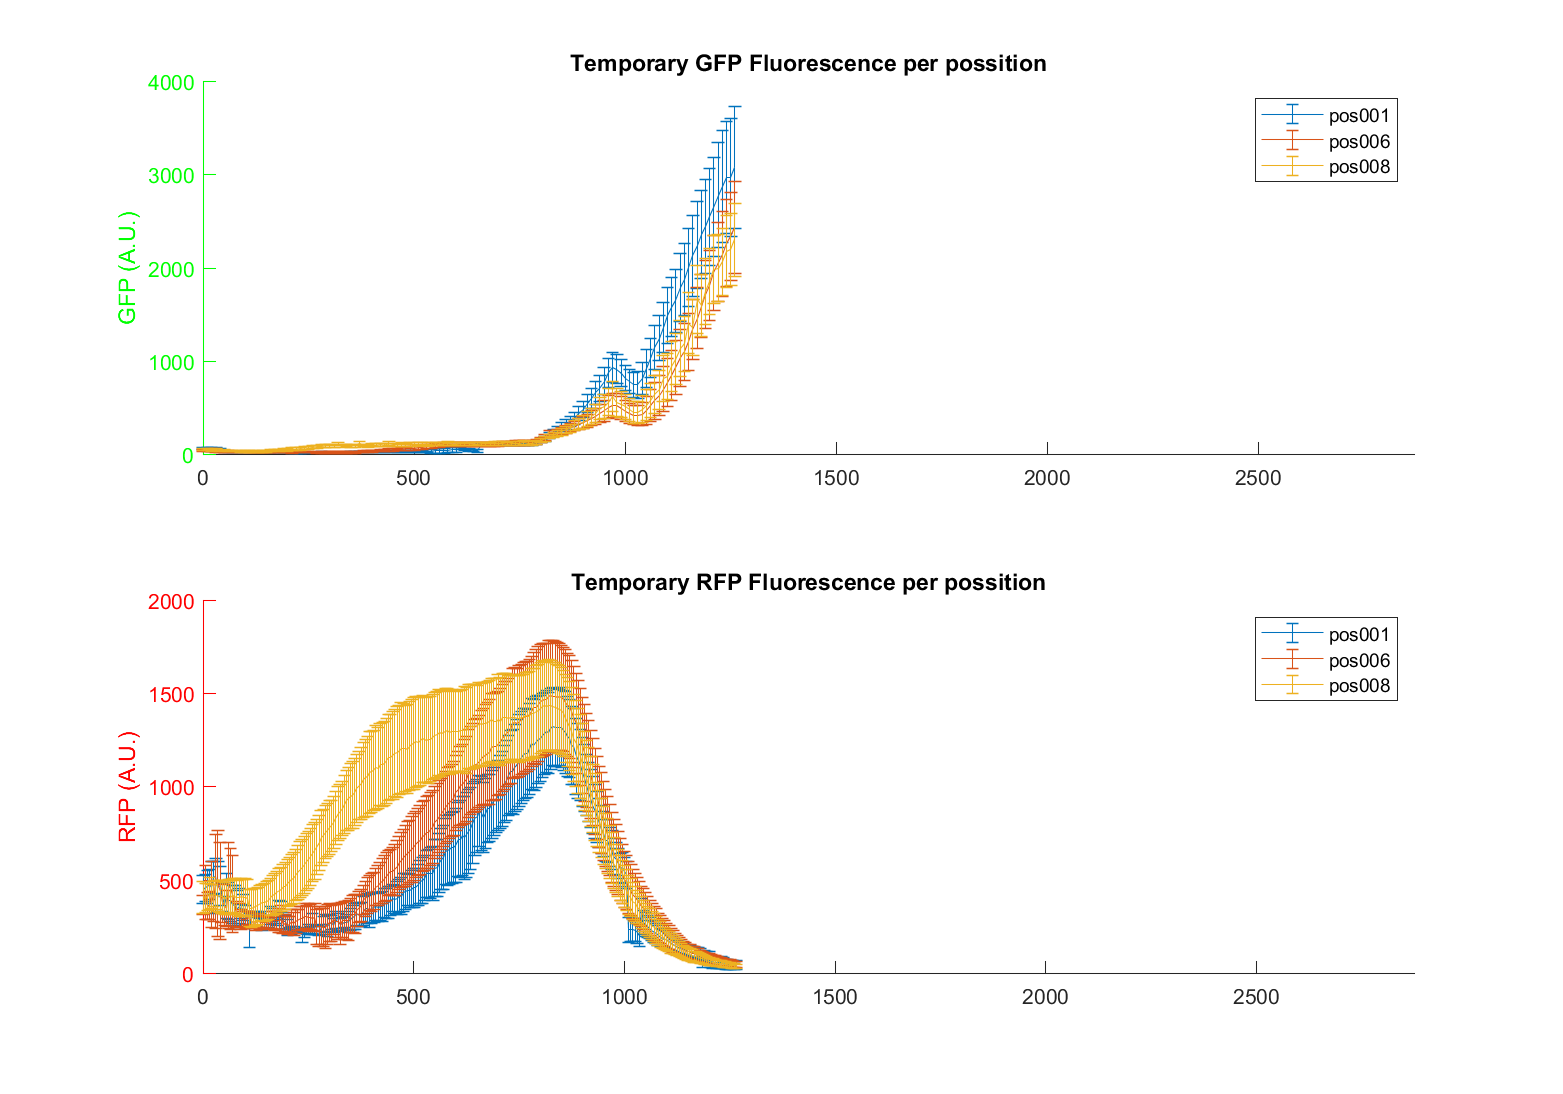 Temporary GFP Fluorescence per possition
4000
3000
2000
1000
0
GFP (A.U.)
0 500 1000 1500 2000 2500
pos001
pos006
pos008
Temporary RFP Fluorescence per possition
2000
1500
1000
500
0
RFP (A.U.)
0 500 1000 1500 2000 2500
pos001
pos006
pos008